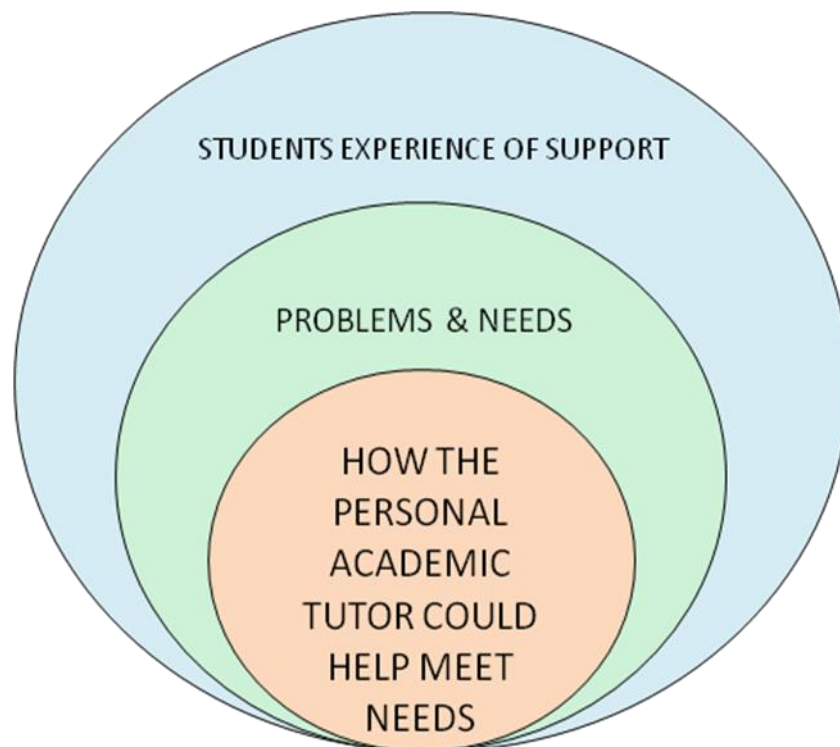 STUDENTS EXPERIENCE OF SUPPORT
PROBLEMS & NEEDS
HOW THE
PERSONAL
ACADEMIC
TUTOR COULD
HELP MEET
NEEDS